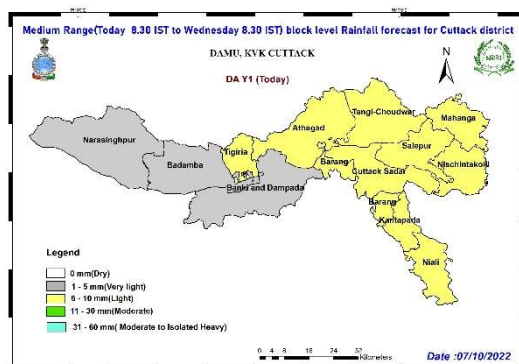 Medium Range(Today 8.30 IST to Wednesday 8.30 IST) block level Rainfall forecast for Cuttack district
DAMU, KVK CUTTACK
N
NRRI
DA Y1 (Today)
Tangi-Choudwar
Mahanga
Athagad
Narasinghpur
Salepur
Tigiria
Badamba
Barang
Nischintakoili
Banki and Dampada
Cuttack Sadar
Barang
Kantapada
Niali
Legend
0 mm(Dry)
1 - 5 mm(Very light)
6 - 10 mm(Light)
11 - 30 mm(Moderate)
31 - 60 mm( Moderate to Isolated Heavy)
0 4 8 16 24 32
Kilometers
Date :07/10/2022